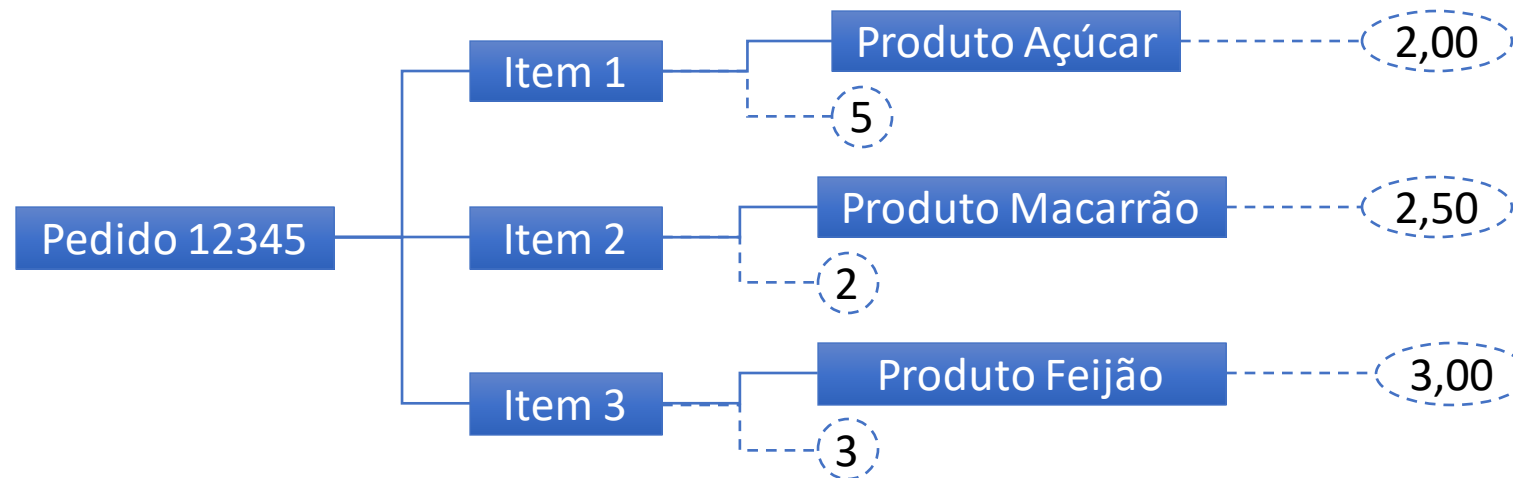 Pedido 12345
Item 1
Produto Açúcar
2,00
5
Item 2
Produto Macarrão
2,50
2
Item 3
Produto Feijão
3,00
3